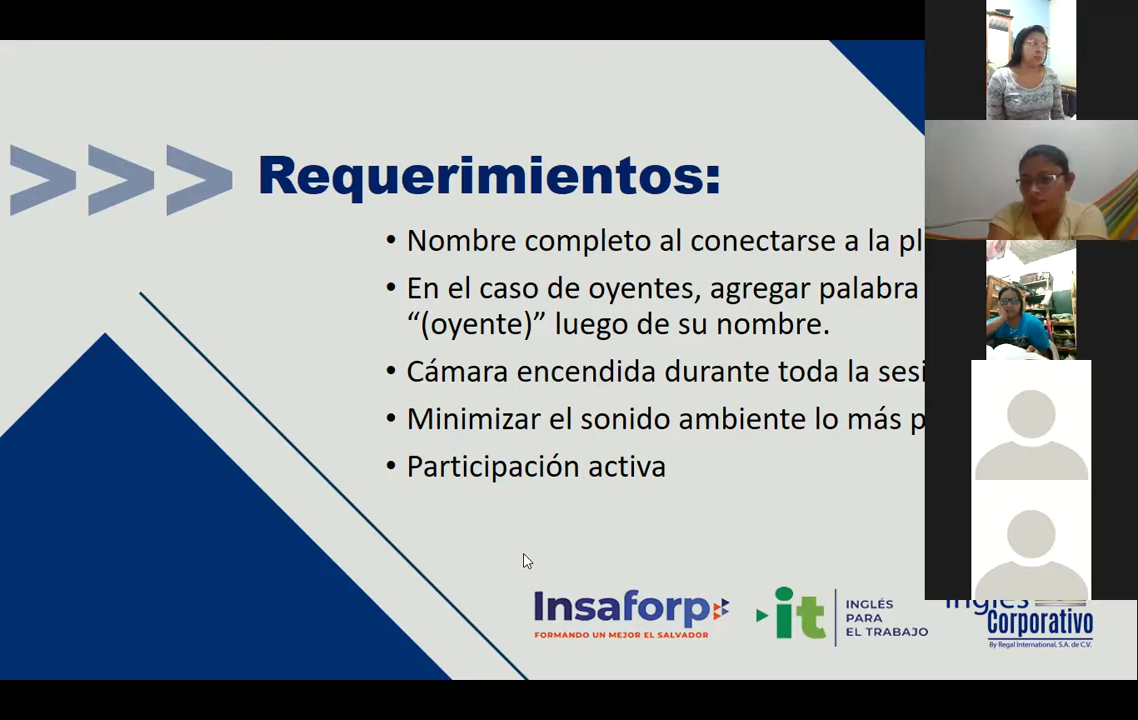 >>> Requerimientos:
• Nombre completo al conectarse a la
• En el caso de oyentes, agregar palabra
“(oyente)” luego de su nombre.
• Cámara encendida durante toda la
• Minimizar el sonido ambiente lo más
• Participación activa
Insaforp
FORMANDO UN MEJOR EL SALVADOR
it
INGLÉS
PARA
EL TRABAJO
Inglés
Corporativo
By Regal International, S.A. de C.V.